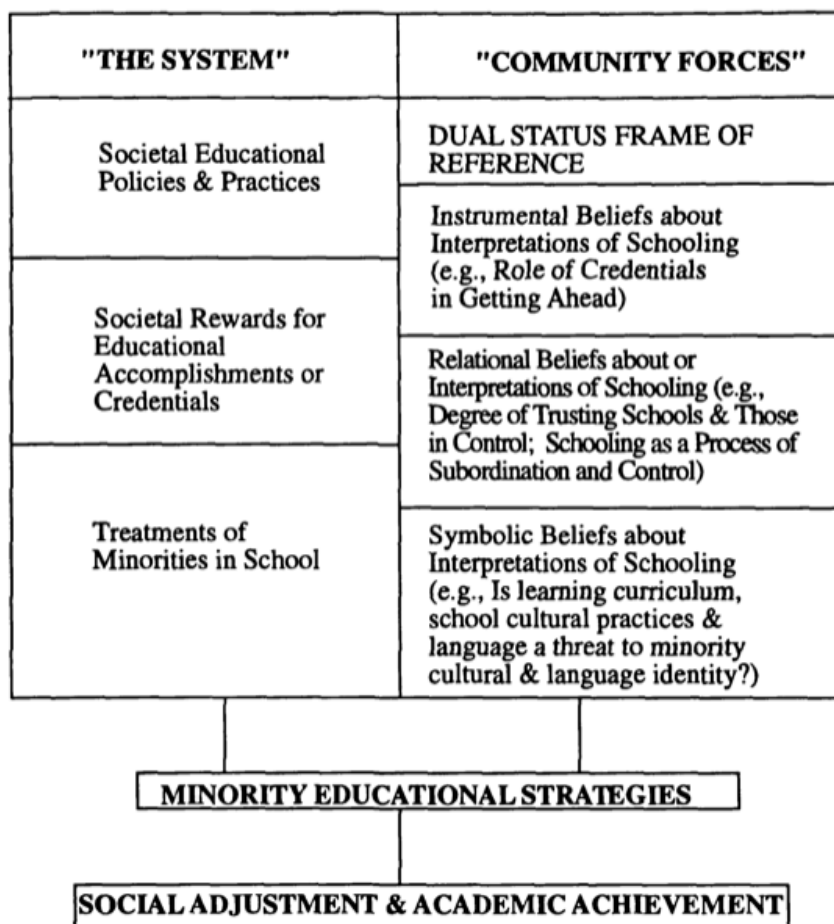 "THE SYSTEM"
"COMMUNITY FORCES"
Societal Educational
Policies & Practices
Societal Rewards for
Educational
Accomplishments or
Credentials
Treatments of
Minorities in School
DUAL STATUS FRAME OF
REFERENCE
Instrumental Beliefs about
Interpretations of Schooling
(e.g., Role of Credentials
in Getting Ahead)
Relational Beliefs about or
Interpretations of Schooling (e.g.,
Degree of Trusting Schools & Those
in Control; Schooling as a Process of
Subordination and Control)
Symbolic Beliefs about
Interpretations of Schooling
(e.g., Is learning curriculum,
school cultural practices &
language a threat to minority
cultural & language identity?)
MINORITY EDUCATIONAL STRATEGIES
SOCIAL ADJUSTMENT & ACADEMIC ACHIEVEMENT